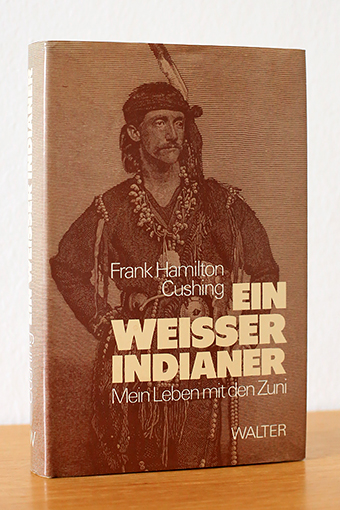 Frank Hamilton
Cushing
EIN
WEISSER
INDIANER
Mein Leben mit den Zuni
WALTER